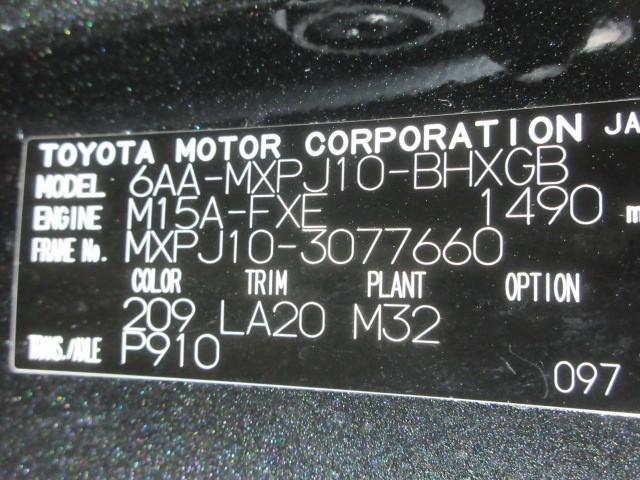 TOYOTA MOTOR CORPORATION JA
MODEL 6AA-MXPJ10-BHXGB
ENGINE M15A-FXE 1490 m
FRAME No. MXPJ10-3077660
COLOR TRIM PLANT OPTION
209 LA20 M32
TRANS./AXLE P910
097